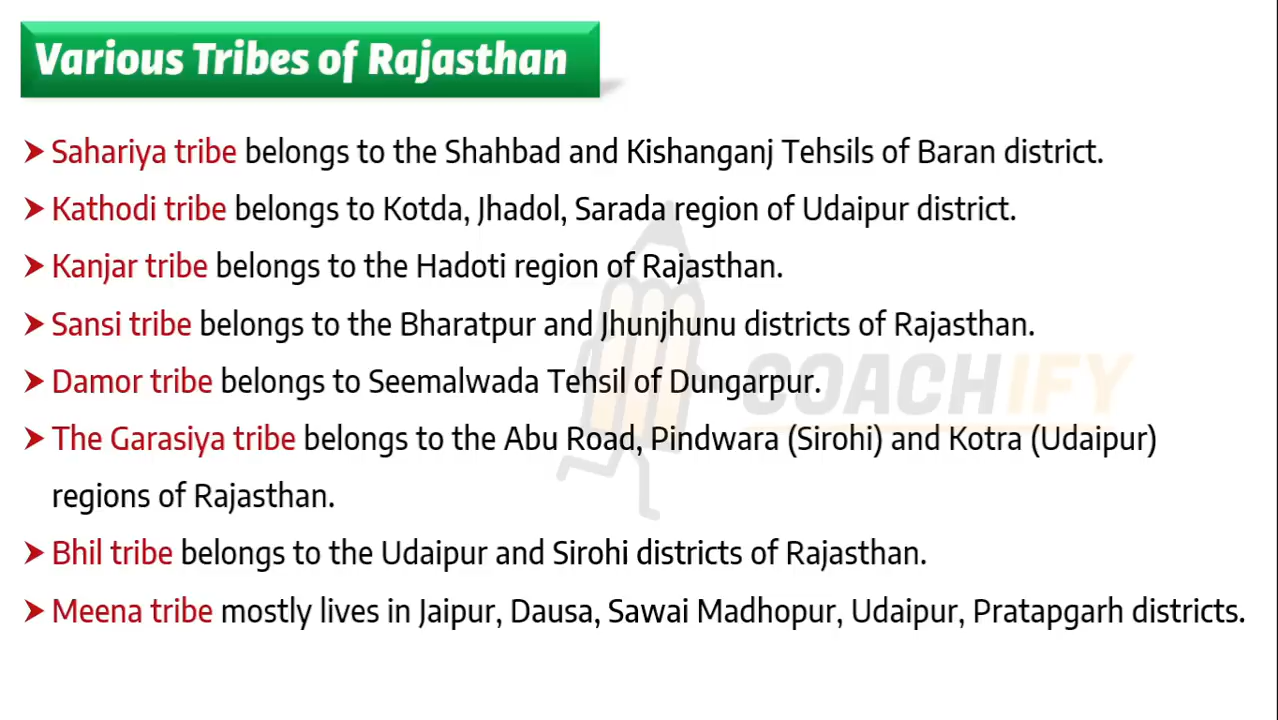 Various Tribes of Rajasthan
➤ Sahariya tribe belongs to the Shahbad and Kishanganj Tehsils of Baran district.
➤ Kathodi tribe belongs to Kotda, Jhadol, Sarada region of Udaipur district.
➤ Kanjar tribe belongs to the Hadoti region of Rajasthan.
➤ Sansi tribe belongs to the Bharatpur and Jhunjhunu districts of Rajasthan.
➤ Damor tribe belongs to Seemalwada Tehsil of Dungarpur.
COACHIFY
➤ The Garasiya tribe belongs to the Abu Road, Pindwara (Sirohi) and Kotra (Udaipur)
regions of Rajasthan.
➤ Bhil tribe belongs to the Udaipur and Sirohi districts of Rajasthan.
➤ Meena tribe mostly lives in Jaipur, Dausa, Sawai Madhopur, Udaipur, Pratapgarh districts.